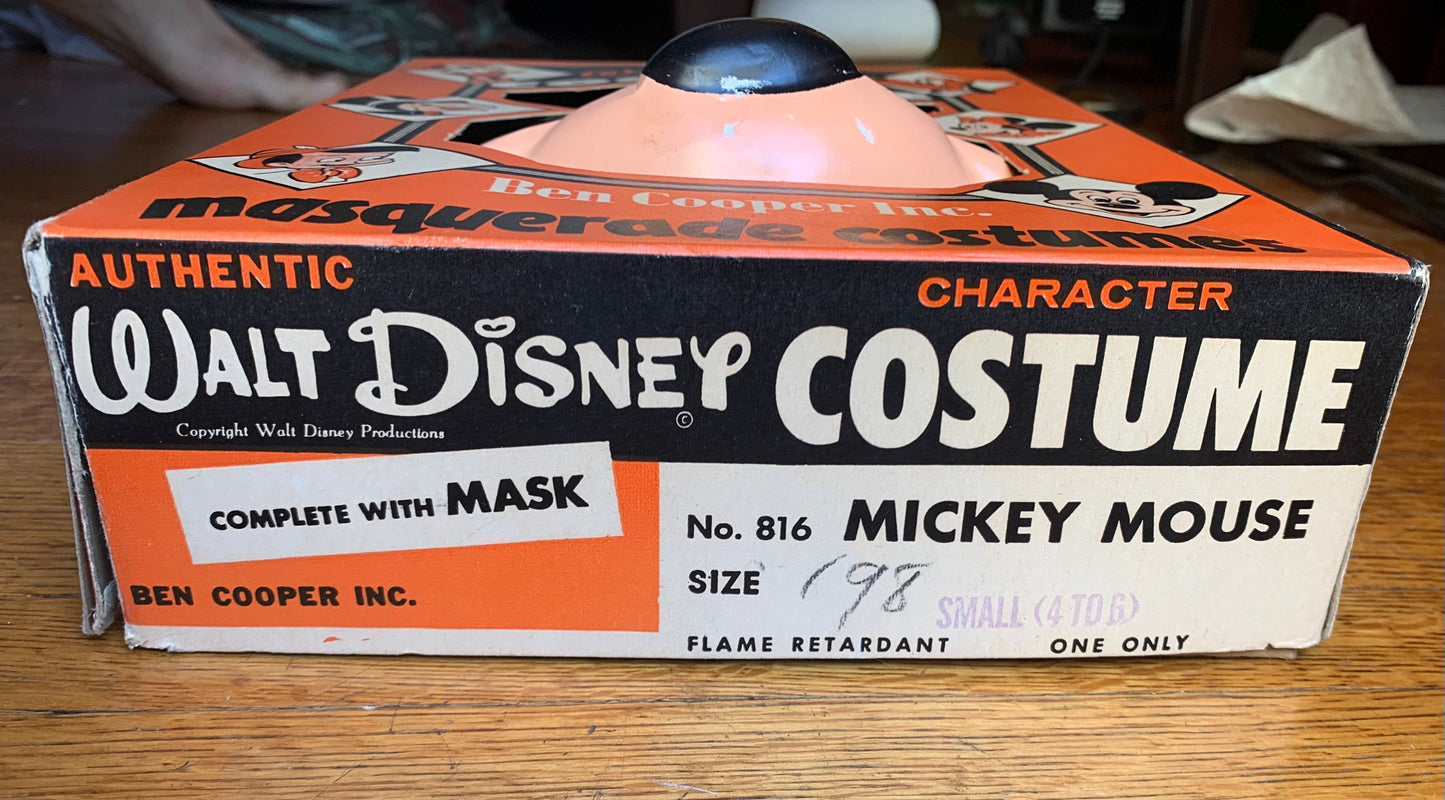 Ben Cooper Inc.
masquerade costumes
AUTHENTIC
CHARACTER
WALT DISNEY COSTUME
©
Copyright Walt Disney Productions
COMPLETE WITH MASK
No. 816 MICKEY MOUSE
SIZE 198 SMALL (4 TO 6)
BEN COOPER INC.
FLAME RETARDANT ONE ONLY